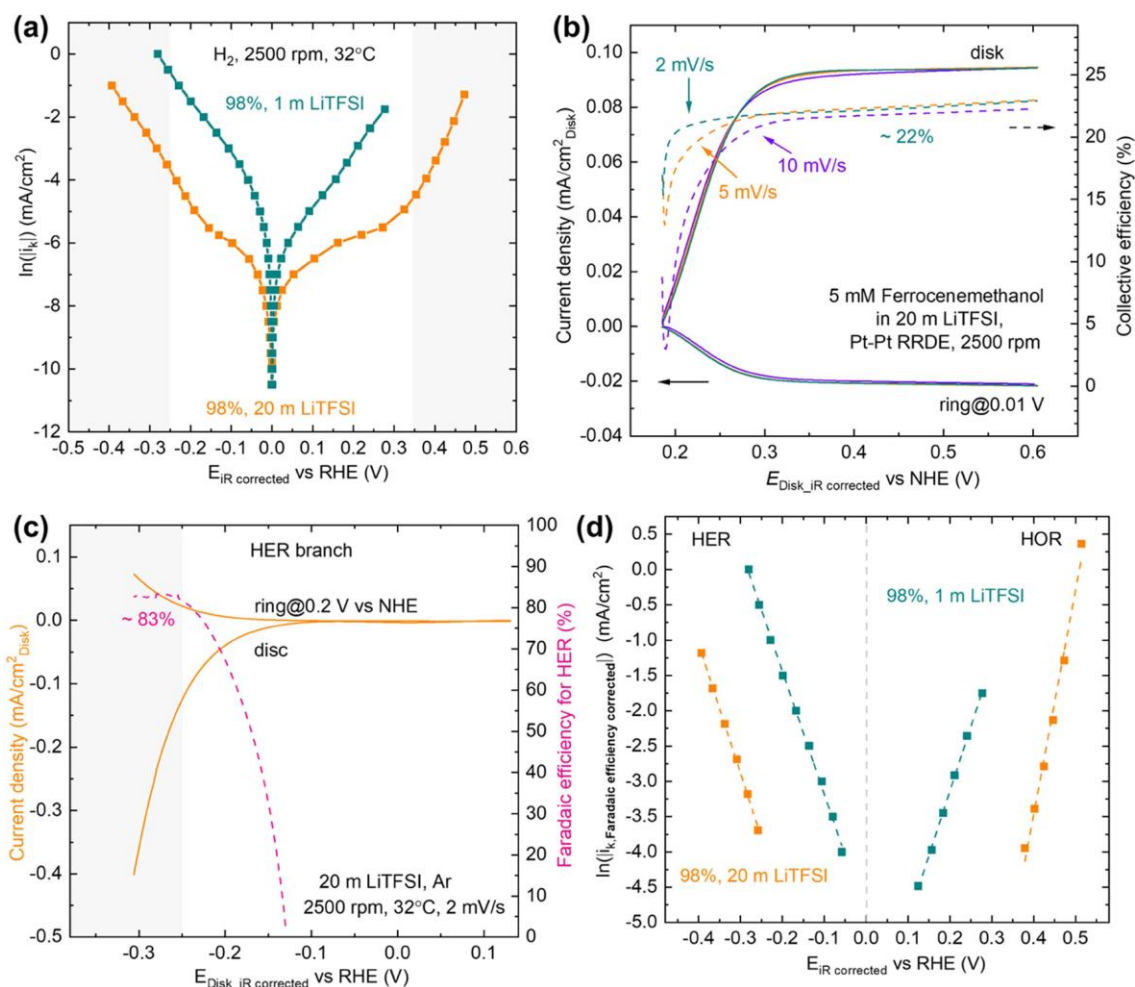 (a)
H₂, 2500 rpm, 32°C
98%, 1 m LiTFSI
98%, 20 m LiTFSI
ln(|iₖ|) (mA/cm²)
0
-2
-4
-6
-8
-10
-12
-0.5 -0.4 -0.3 -0.2 -0.1 0.0 0.1 0.2 0.3 0.4 0.5
E_iR corrected vs RHE (V)
(b)
disk
2 mV/s
~ 22%
10 mV/s
5 mV/s
5 mM Ferrocenemethanol
in 20 m LiTFSI,
Pt-Pt RRDE, 2500 rpm
ring@0.01 V
Current density (mA/cm²_Disk)
0.10
0.08
0.06
0.04
0.02
0.00
-0.02
-0.04
Collective efficiency (%)
25
20
15
10
5
0
0.2 0.3 0.4 0.5 0.6
E_Disk_iR corrected vs NHE (V)
(c)
HER branch
ring@0.2 V vs NHE
~ 83%
disc
20 m LiTFSI, Ar
2500 rpm, 32°C, 2 mV/s
Current density (mA/cm²_Disk)
0.1
0.0
-0.1
-0.2
-0.3
-0.4
-0.5
Faradaic efficiency for HER (%)
100
90
80
70
60
50
40
30
20
10
0
-0.3 -0.2 -0.1 0.0 0.1
E_Disk_iR corrected vs RHE (V)
(d)
HER
HOR
98%, 1 m LiTFSI
98%, 20 m LiTFSI
ln(|i_k,Faradaic efficiency corrected|) (mA/cm²)
0.5
0.0
-0.5
-1.0
-1.5
-2.0
-2.5
-3.0
-3.5
-4.0
-4.5
-5.0
-0.4 -0.3 -0.2 -0.1 0.0 0.1 0.2 0.3 0.4 0.5
E_iR corrected vs RHE (V)